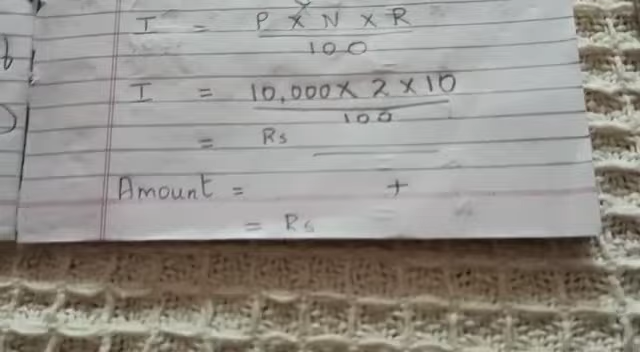 I = P × N × R
100
I = 10,000 × 2 × 10
100
= Rs
Amount = +
= Rs